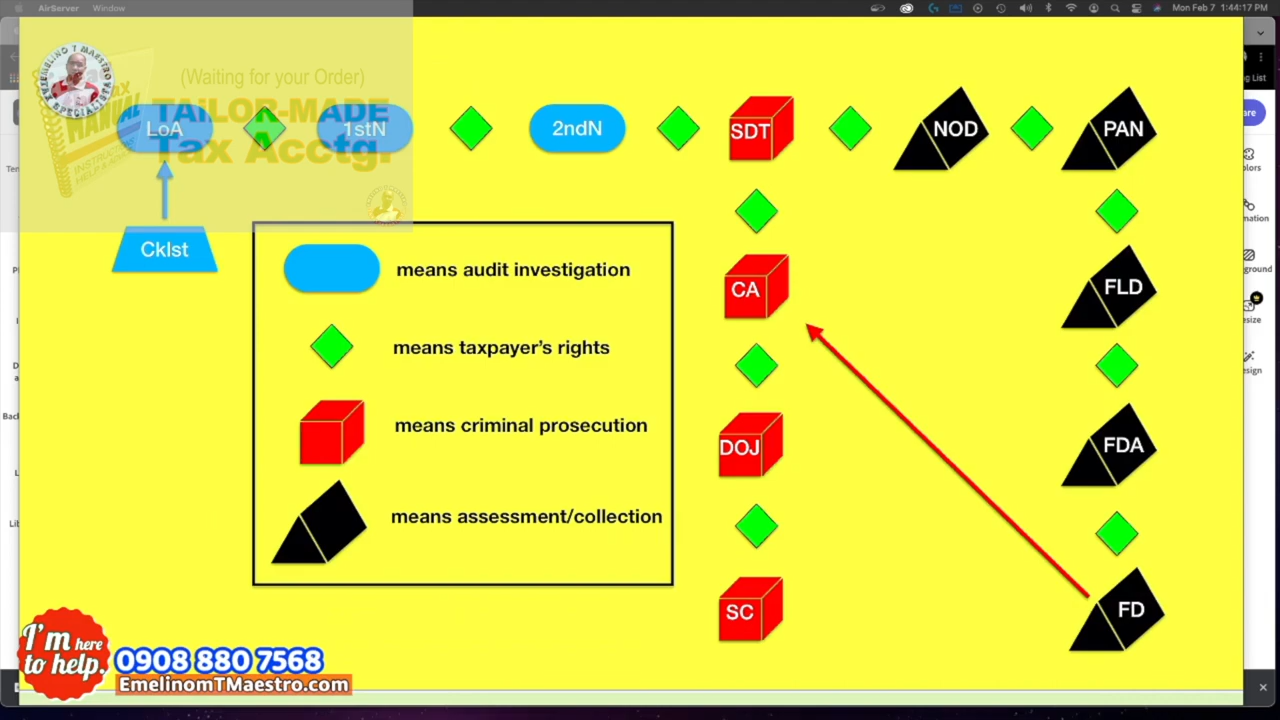 AirServer Window
Mon Feb 7 1:44:17 PM
(Waiting for your Order)
TAILOR-MADE
Tax Acctg.
MANUAL
LoA
1stN
2ndN
SDT
NOD
PAN
Cklst
means audit investigation
CA
FLD
means taxpayer's rights
means criminal prosecution
DOJ
FDA
means assessment/collection
SC
FD
I'm here
to help.
0908 880 7568
EmelinomTMaestro.com